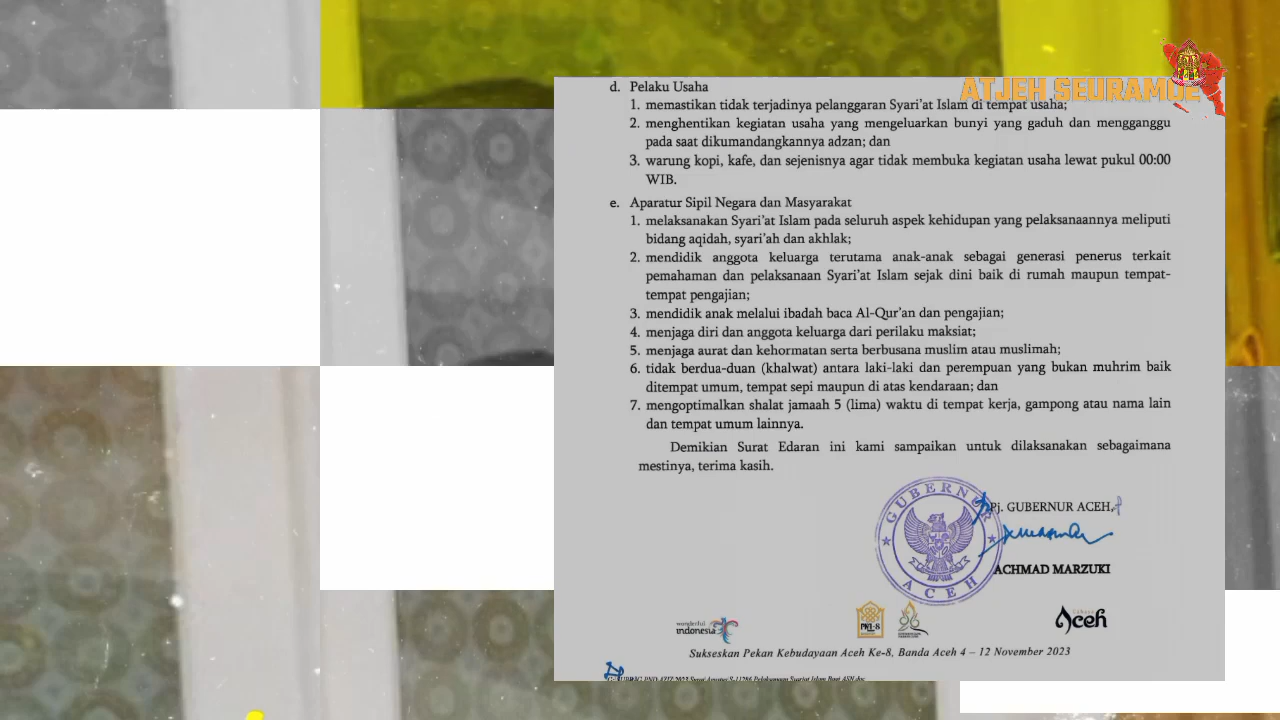 ATJEH SEURAMOE
d. Pelaku Usaha
1. memastikan tidak terjadinya pelanggaran Syari'at Islam di tempat usaha;
2. menghentikan kegiatan usaha yang mengeluarkan bunyi yang gaduh dan mengganggu
pada saat dikumandangkannya adzan; dan
3. warung kopi, kafe, dan sejenisnya agar tidak membuka kegiatan usaha lewat pukul 00:00
WIB.
e. Aparatur Sipil Negara dan Masyarakat
1. melaksanakan Syari'at Islam pada seluruh aspek kehidupan yang pelaksanaannya meliputi
bidang aqidah, syari'ah dan akhlak;
2. mendidik anggota keluarga terutama anak-anak sebagai generasi penerus terkait
pemahaman dan pelaksanaan Syari'at Islam sejak dini baik di rumah maupun tempat-
tempat pengajian;
3. mendidik anak melalui ibadah baca Al-Qur'an dan pengajian;
4. menjaga diri dan anggota keluarga dari perilaku maksiat;
5. menjaga aurat dan kehormatan serta berbusana muslim atau muslimah;
6. tidak berdua-duan (khalwat) antara laki-laki dan perempuan yang bukan muhrim baik
ditempat umum, tempat sepi maupun di atas kendaraan; dan
7. mengoptimalkan shalat jamaah 5 (lima) waktu di tempat kerja, gampong atau nama lain
dan tempat umum lainnya.
Demikian Surat Edaran ini kami sampaikan untuk dilaksanakan sebagaimana
mestinya, terima kasih.
GUBERNUR
ACEH
Pj. GUBERNUR ACEH,
ACHMAD MARZUKI
wonderful
indonesia
PKA-8
Aceh
Sukseskan Pekan Kebudayaan Aceh Ke-8, Banda Aceh 4 – 12 November 2023